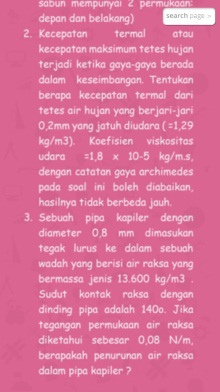 sabun mempunyai 2 permukaan:
depan dan belakang)
search page ...
2. Kecepatan termal atau
kecepatan maksimum tetes hujan
terjadi ketika gaya-gaya berada
dalam keseimbangan. Tentukan
berapa kecepatan termal dari
tetes air hujan yang berjari-jari
0,2mm yang jatuh diudara ( =1,29
kg/m3). Koefisien viskositas
udara =1,8 x 10-5 kg/m.s,
dengan catatan gaya archimedes
pada soal ini boleh diabaikan,
hasilnya tidak berbeda jauh.
3. Sebuah pipa kapiler dengan
diameter 0,8 mm dimasukan
tegak lurus ke dalam sebuah
wadah yang berisi air raksa yang
bermassa jenis 13.600 kg/m3 .
Sudut kontak raksa dengan
dinding pipa adalah 140o. Jika
tegangan permukaan air raksa
diketahui sebesar 0,08 N/m,
berapakah penurunan air raksa
dalam pipa kapiler ?